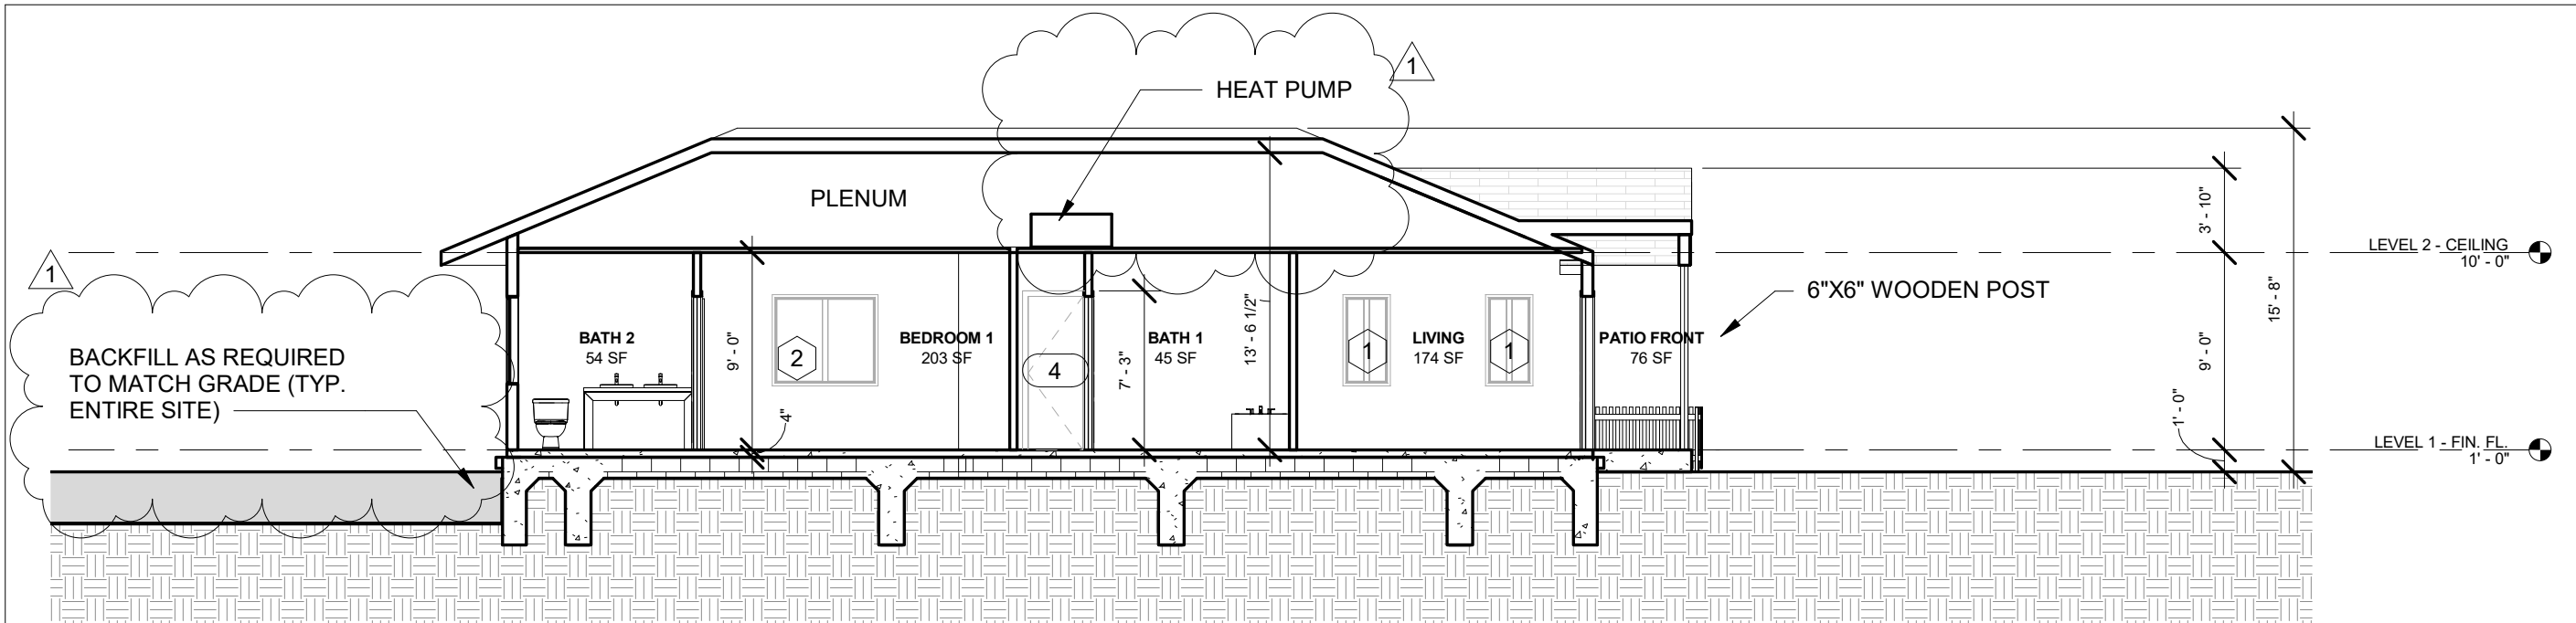 1
HEAT PUMP
PLENUM
3' - 10"
LEVEL 2 - CEILING
10' - 0"
1
6"X6" WOODEN POST
15' - 8"
BACKFILL AS REQUIRED
TO MATCH GRADE (TYP.
ENTIRE SITE)
BATH 2
54 SF
9' - 0"
2
4"
BEDROOM 1
203 SF
4
7' - 3"
BATH 1
45 SF
13' - 6 1/2"
1
LIVING
174 SF
1
PATIO FRONT
76 SF
9' - 0"
1' - 0"
LEVEL 1 - FIN. FL.
1' - 0"